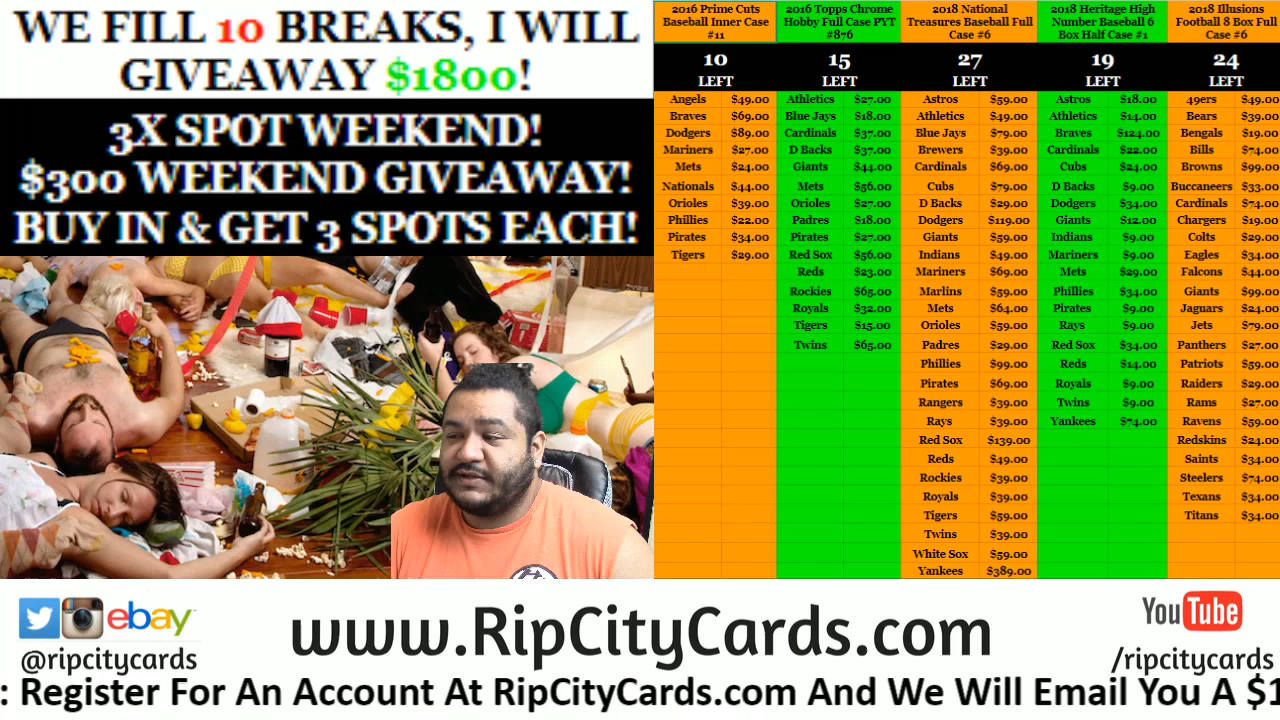 WE FILL 10 BREAKS, I WILL
GIVEAWAY $1800!
3X SPOT WEEKEND!
$300 WEEKEND GIVEAWAY!
BUY IN & GET 3 SPOTS EACH!
2016 Prime Cuts
Baseball Inner Case
#11
10
LEFT
Angels $49.00
Braves $69.00
Dodgers $89.00
Mariners $27.00
Mets $24.00
Nationals $44.00
Orioles $39.00
Phillies $22.00
Pirates $34.00
Tigers $29.00
2016 Topps Chrome
Hobby Full Case PYT
#876
15
LEFT
Athletics $27.00
Blue Jays $18.00
Cardinals $37.00
D Backs $37.00
Giants $44.00
Mets $56.00
Orioles $27.00
Padres $18.00
Pirates $27.00
Red Sox $56.00
Reds $23.00
Rockies $65.00
Royals $32.00
Tigers $15.00
Twins $65.00
2018 National
Treasures Baseball Full
Case #6
27
LEFT
Astros $59.00
Athletics $49.00
Blue Jays $79.00
Brewers $39.00
Cardinals $69.00
Cubs $79.00
D Backs $29.00
Dodgers $119.00
Giants $59.00
Indians $49.00
Mariners $69.00
Marlins $59.00
Mets $64.00
Orioles $59.00
Padres $29.00
Phillies $99.00
Pirates $69.00
Rangers $39.00
Rays $39.00
Red Sox $139.00
Reds $49.00
Rockies $39.00
Royals $39.00
Tigers $59.00
Twins $39.00
White Sox $59.00
Yankees $389.00
2018 Heritage High
Number Baseball 6
Box Half Case #1
19
LEFT
Astros $18.00
Athletics $14.00
Braves $124.00
Cardinals $22.00
Cubs $24.00
D Backs $9.00
Dodgers $34.00
Giants $12.00
Indians $9.00
Mariners $9.00
Mets $29.00
Phillies $34.00
Pirates $9.00
Rays $9.00
Red Sox $34.00
Reds $14.00
Royals $9.00
Twins $9.00
Yankees $74.00
2018 Illusions
Football 8 Box Full
Case #6
24
LEFT
49ers $49.00
Bears $39.00
Bengals $19.00
Bills $74.00
Browns $99.00
Buccaneers $33.00
Cardinals $74.00
Chargers $19.00
Colts $29.00
Eagles $34.00
Falcons $44.00
Giants $99.00
Jaguars $24.00
Jets $79.00
Panthers $27.00
Patriots $59.00
Raiders $29.00
Rams $27.00
Ravens $59.00
Redskins $24.00
Saints $34.00
Steelers $74.00
Texans $34.00
Titans $34.00
ebay
@ripcitycards
www.RipCityCards.com
YouTube
/ripcitycards
: Register For An Account At RipCityCards.com And We Will Email You A $1